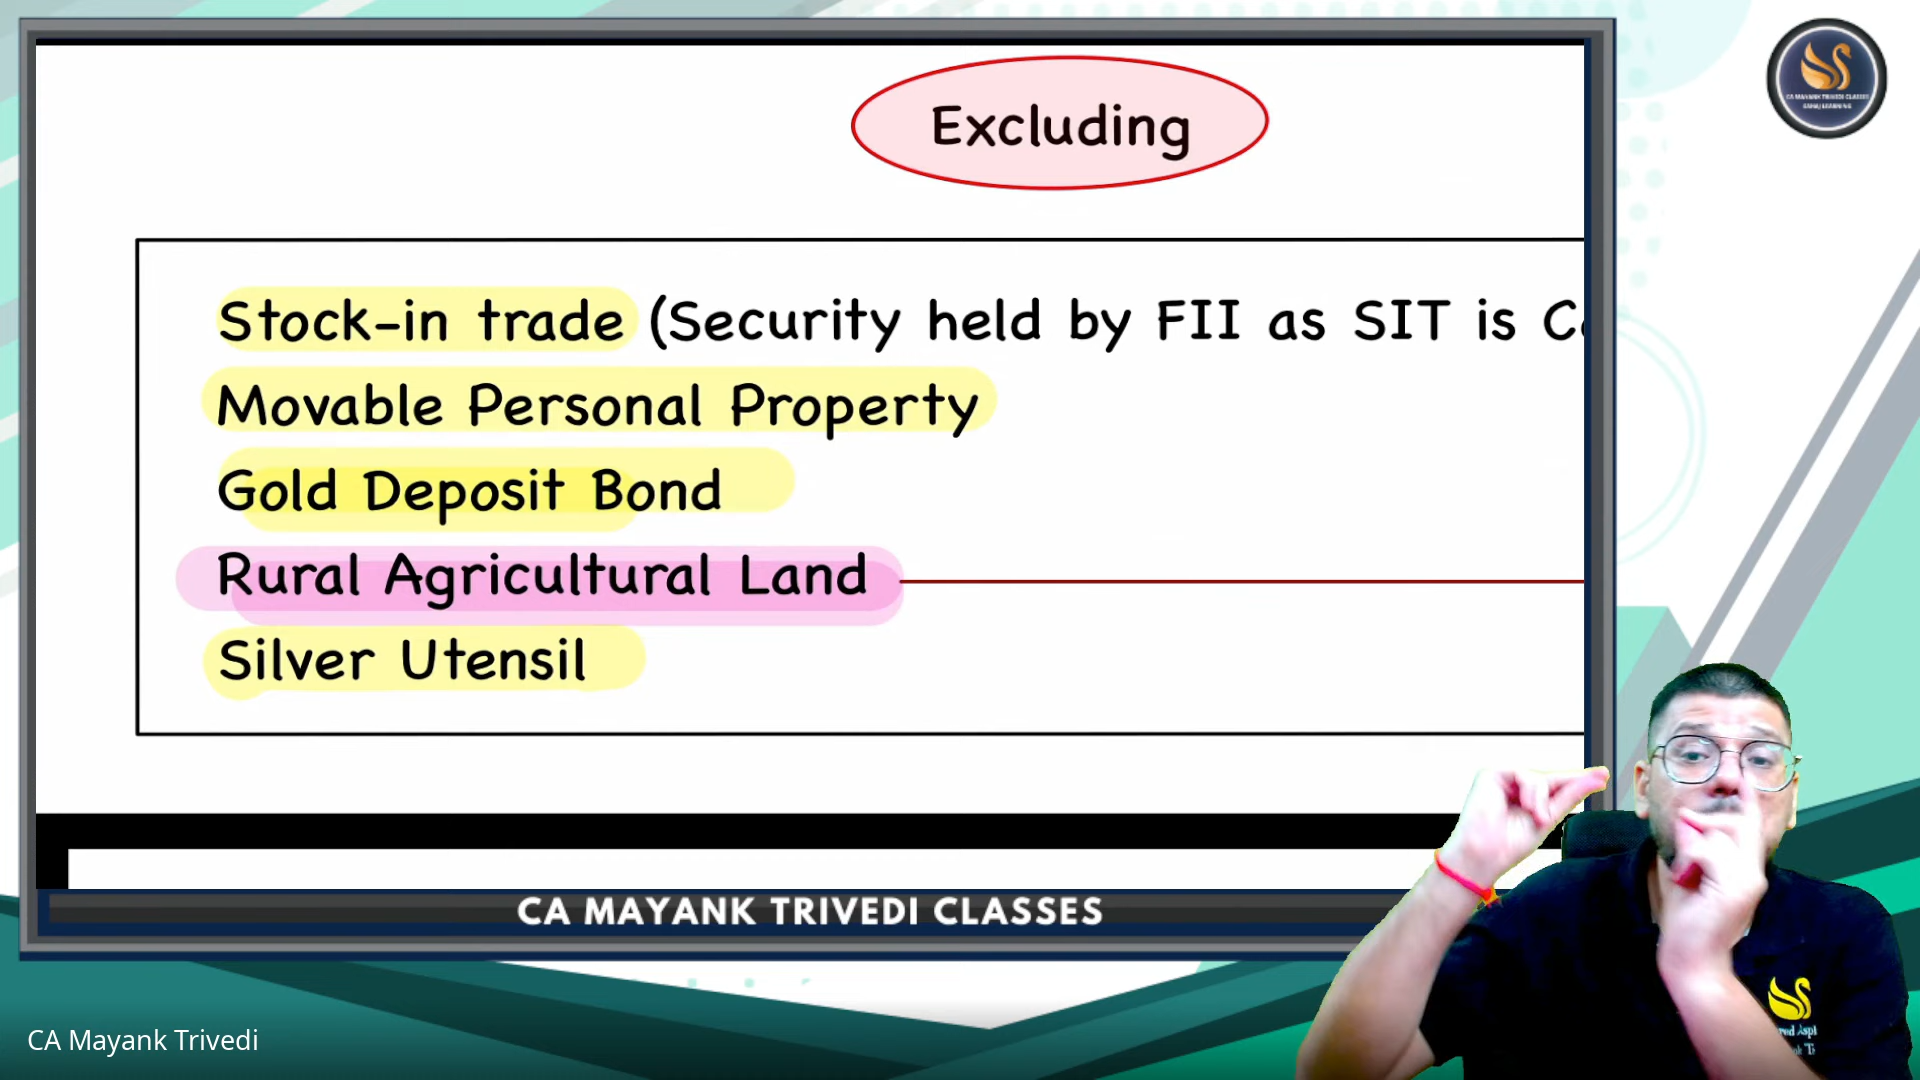 Excluding
Stock-in trade (Security held by FII as SIT is
Movable Personal Property
Gold Deposit Bond
Rural Agricultural Land
Silver Utensil
CA MAYANK TRIVEDI CLASSES
CA Mayank Trivedi